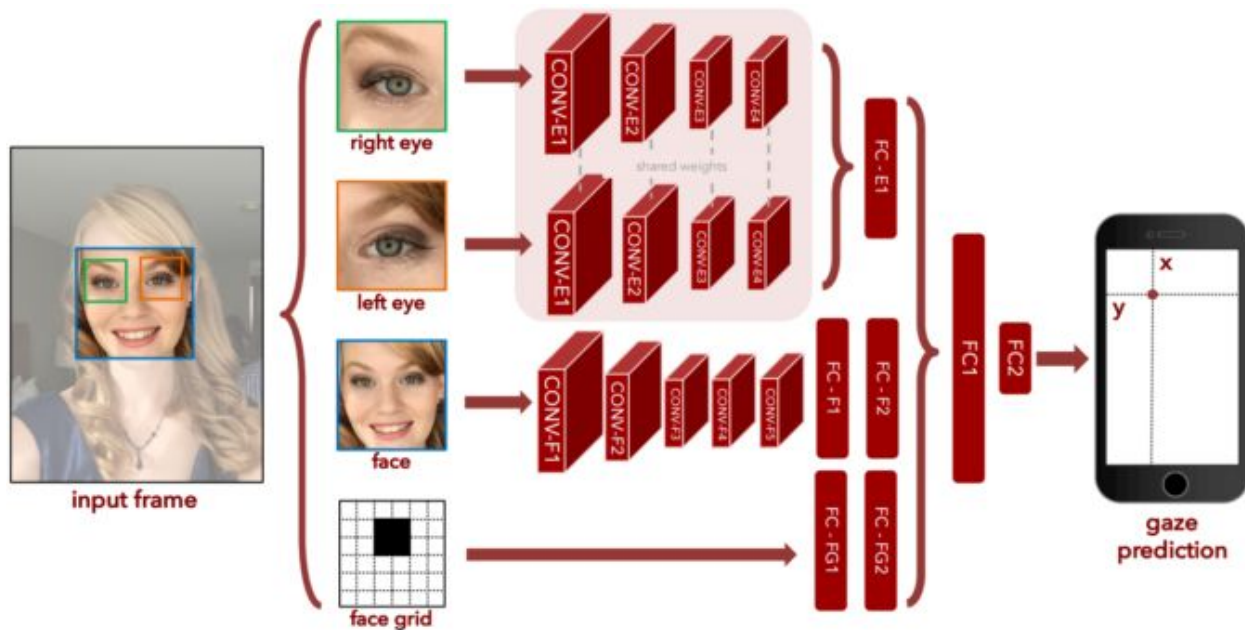 input frame
right eye
left eye
face
face grid
CONV-E1
CONV-E2
CONV-E3
CONV-E4
shared weights
CONV-E1
CONV-E2
CONV-E3
CONV-E4
CONV-F1
CONV-F2
CONV-F3
CONV-F4
CONV-F5
FC - E1
FC - F1
FC - F2
FC - FG1
FC - FG2
FC1
FC2
x
y
gaze
prediction